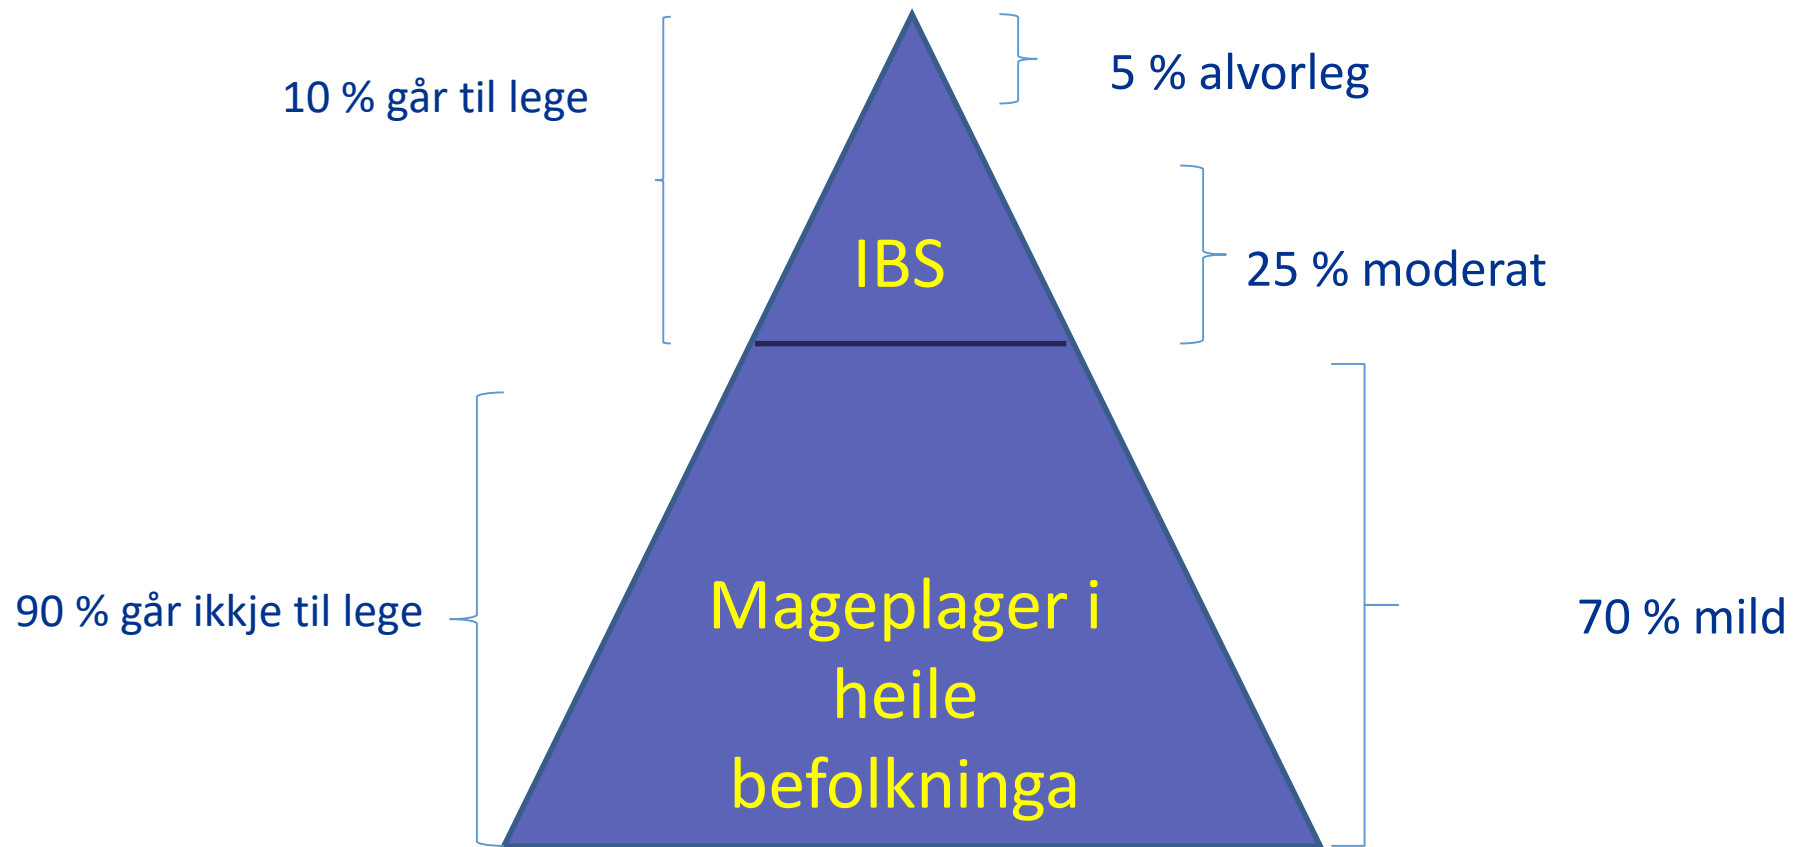 5 % alvorleg
10 % går til lege
IBS
25 % moderat
Mageplager i
heile
befolkninga
90 % går ikkje til lege
70 % mild